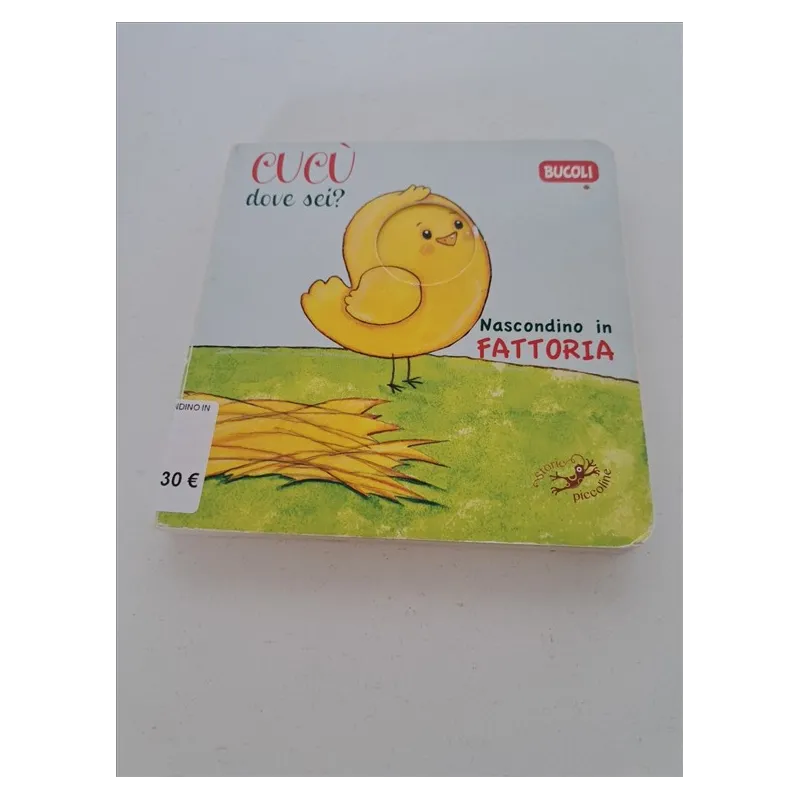 CUCÙ
dove sei?
BUCOLI
Nascondino in
FATTORIA
NDINO IN
30 €
storie
piccoline